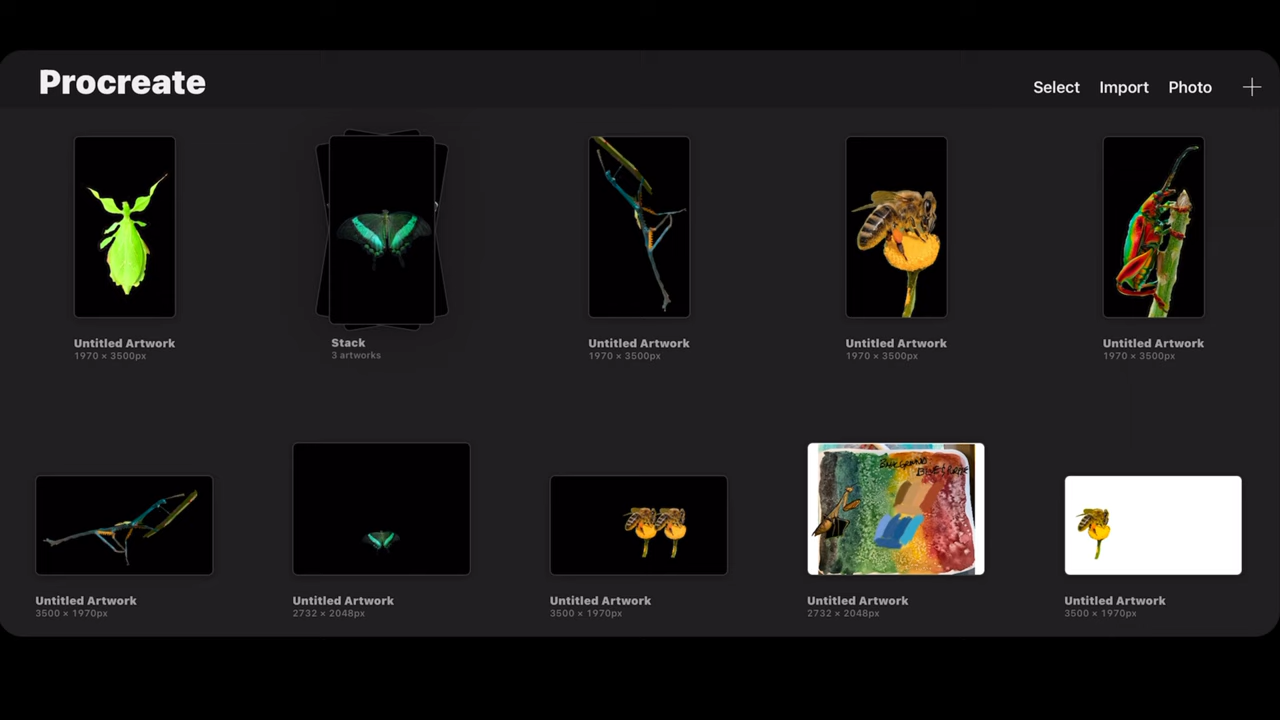 Procreate
Select Import Photo
Untitled Artwork
1970 × 3500px
Stack
3 artworks
Untitled Artwork
1970 × 3500px
Untitled Artwork
1970 × 3500px
Untitled Artwork
1970 × 3500px
Untitled Artwork
3500 × 1970px
Untitled Artwork
2732 × 2048px
Untitled Artwork
3500 × 1970px
Untitled Artwork
2732 × 2048px
Untitled Artwork
3500 × 1970px